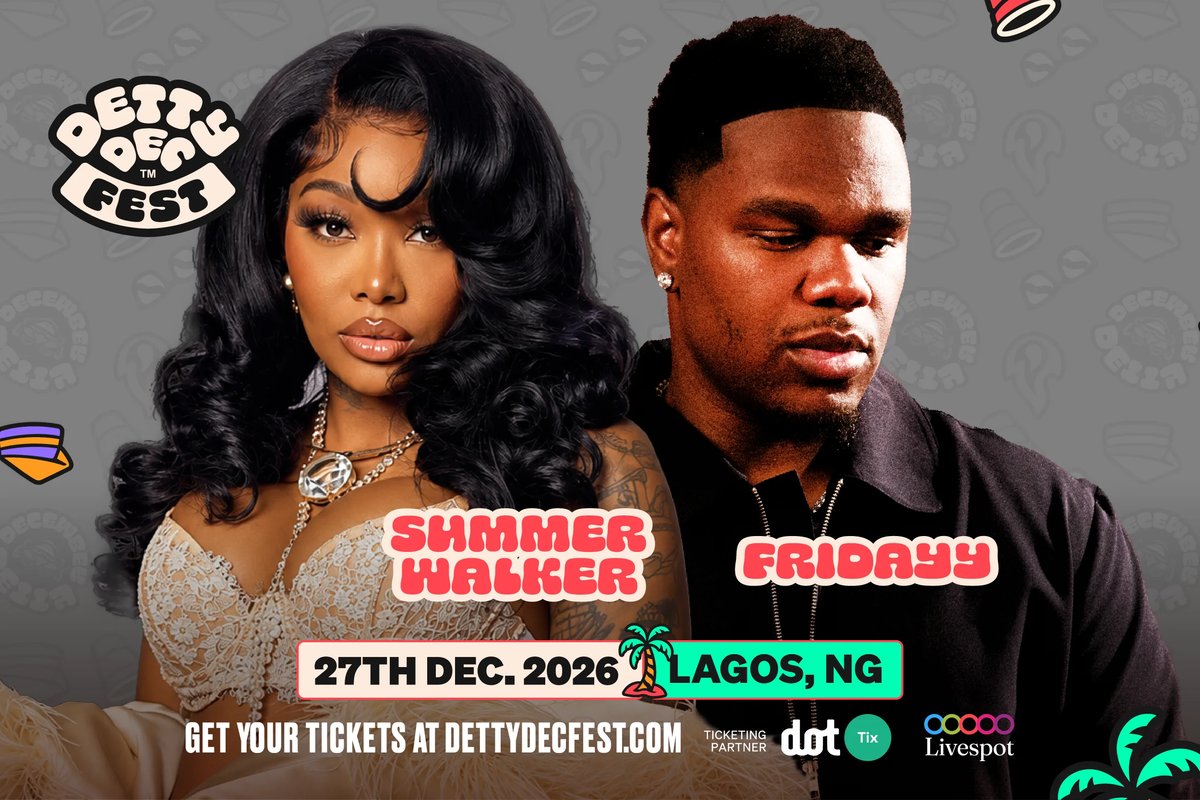 DETTY
DEC
TM
FEST
SUMMER
WALKER
FRIDAYY
27TH DEC. 2026
LAGOS, NG
GET YOUR TICKETS AT DETTYDECFEST.COM
TICKETING
PARTNER
dot
Tix
Livespot